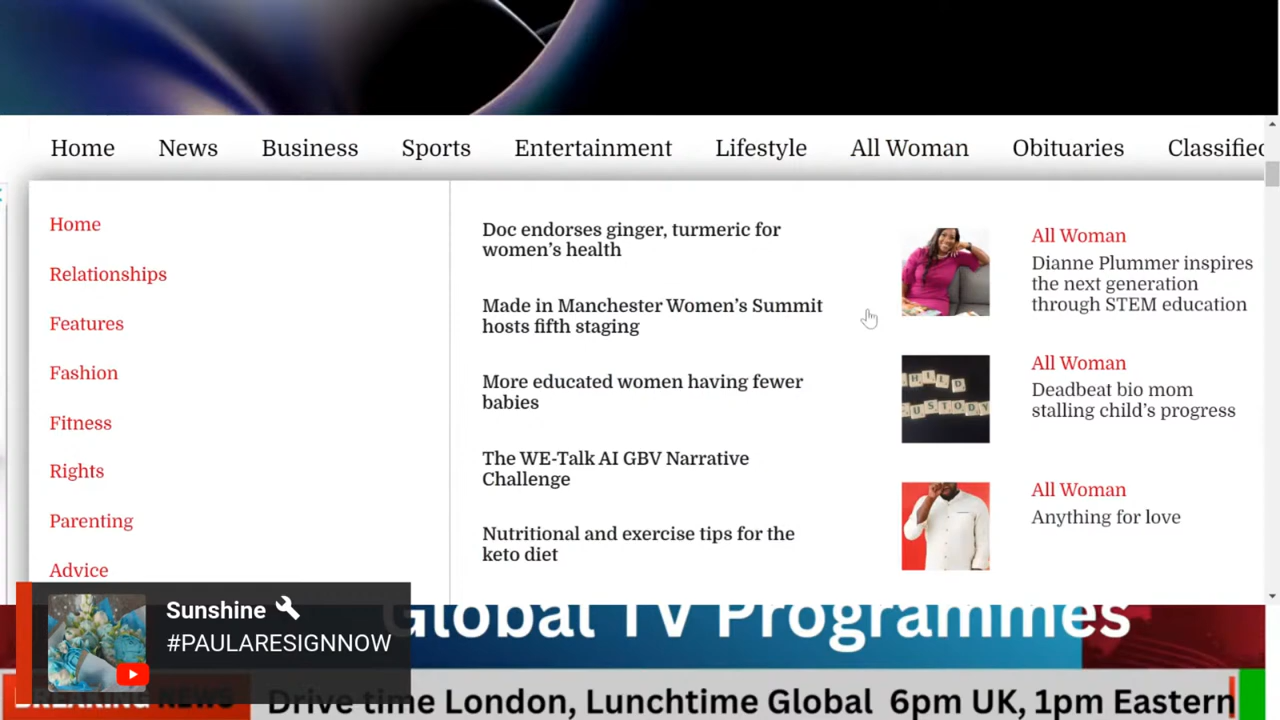 Home News Business Sports Entertainment Lifestyle All Woman Obituaries Classified
Home
Relationships
Features
Fashion
Fitness
Rights
Parenting
Advice
Doc endorses ginger, turmeric for
women’s health
Made in Manchester Women’s Summit
hosts fifth staging
More educated women having fewer
babies
The WE-Talk AI GBV Narrative
Challenge
Nutritional and exercise tips for the
keto diet
All Woman
Dianne Plummer inspires
the next generation
through STEM education
CHILD
CUSTODY
All Woman
Deadbeat bio mom
stalling child’s progress
All Woman
Anything for love
Sunshine
#PAULARESIGNNOW
Global TV Programmes
BREAKING NEWS
Drive time London, Lunchtime Global 6pm UK, 1pm Eastern